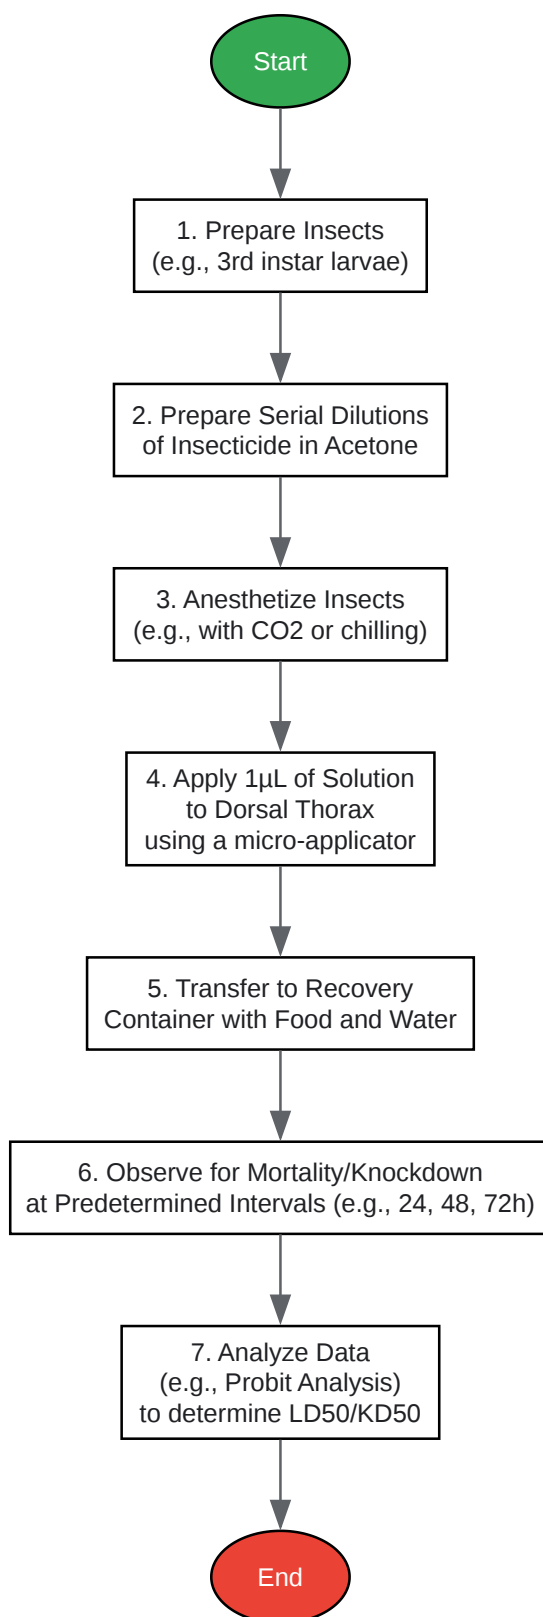 Start
1. Prepare Insects
(e.g., 3rd instar larvae)
2. Prepare Serial Dilutions
of Insecticide in Acetone
3. Anesthetize Insects
(e.g., with CO2 or chilling)
4. Apply 1µL of Solution
to Dorsal Thorax
using a micro-applicator
5. Transfer to Recovery
Container with Food and Water
6. Observe for Mortality/Knockdown
at Predetermined Intervals (e.g., 24, 48, 72h)
7. Analyze Data
(e.g., Probit Analysis)
to determine LD50/KD50
End